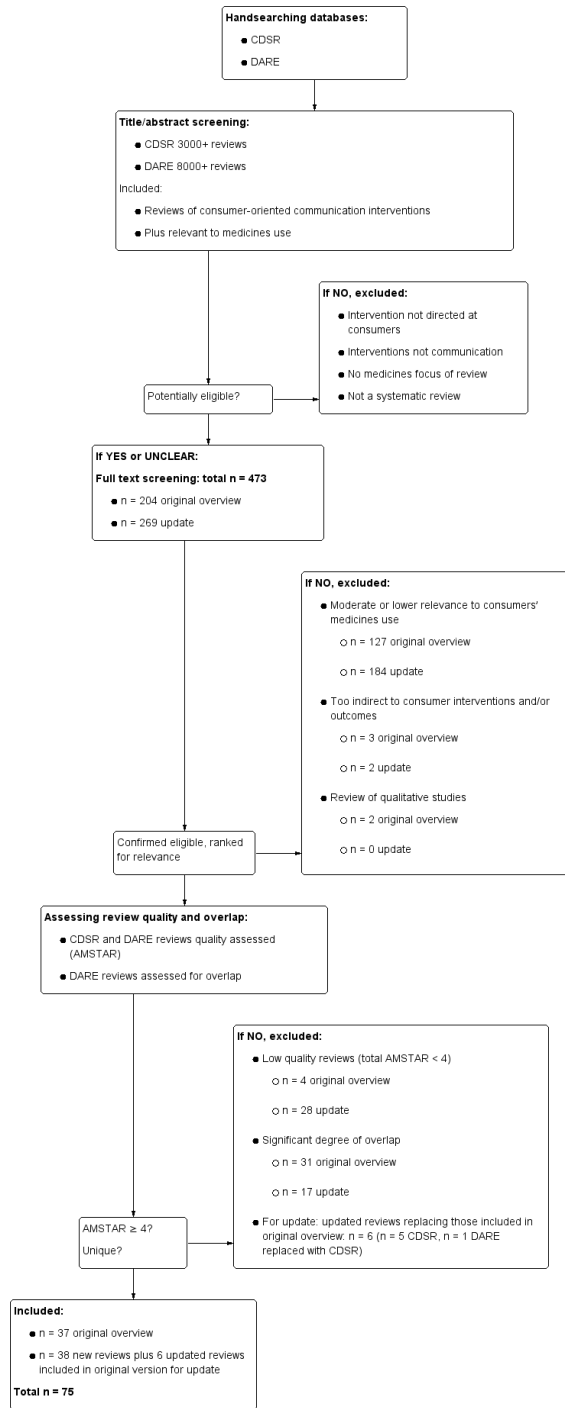 Handsearching databases:
● CDSR
● DARE
Title/abstract screening:
● CDSR 3000+ reviews
● DARE 8000+ reviews
Included:
● Reviews of consumer-oriented communication interventions
● Plus relevant to medicines use
If NO, excluded:
● Intervention not directed at
consumers
● Interventions not communication
● No medicines focus of review
● Not a systematic review
Potentially eligible?
If YES or UNCLEAR:
Full text screening: total n = 473
● n = 204 original overview
● n = 269 update
If NO, excluded:
● Moderate or lower relevance to consumers'
medicines use
○ n = 127 original overview
○ n = 184 update
● Too indirect to consumer interventions and/or
outcomes
○ n = 3 original overview
○ n = 2 update
● Review of qualitative studies
○ n = 2 original overview
○ n = 0 update
Confirmed eligible, ranked
for relevance
Assessing review quality and overlap:
● CDSR and DARE reviews quality assessed
(AMSTAR)
● DARE reviews assessed for overlap
If NO, excluded:
● Low quality reviews (total AMSTAR < 4)
○ n = 4 original overview
○ n = 28 update
● Significant degree of overlap
○ n = 31 original overview
○ n = 17 update
● For update: updated reviews replacing those included in
original overview: n = 6 (n = 5 CDSR, n = 1 DARE
replaced with CDSR)
AMSTAR ≥ 4?
Unique?
Included:
● n = 37 original overview
● n = 38 new reviews plus 6 updated reviews
included in original version for update
Total n = 75